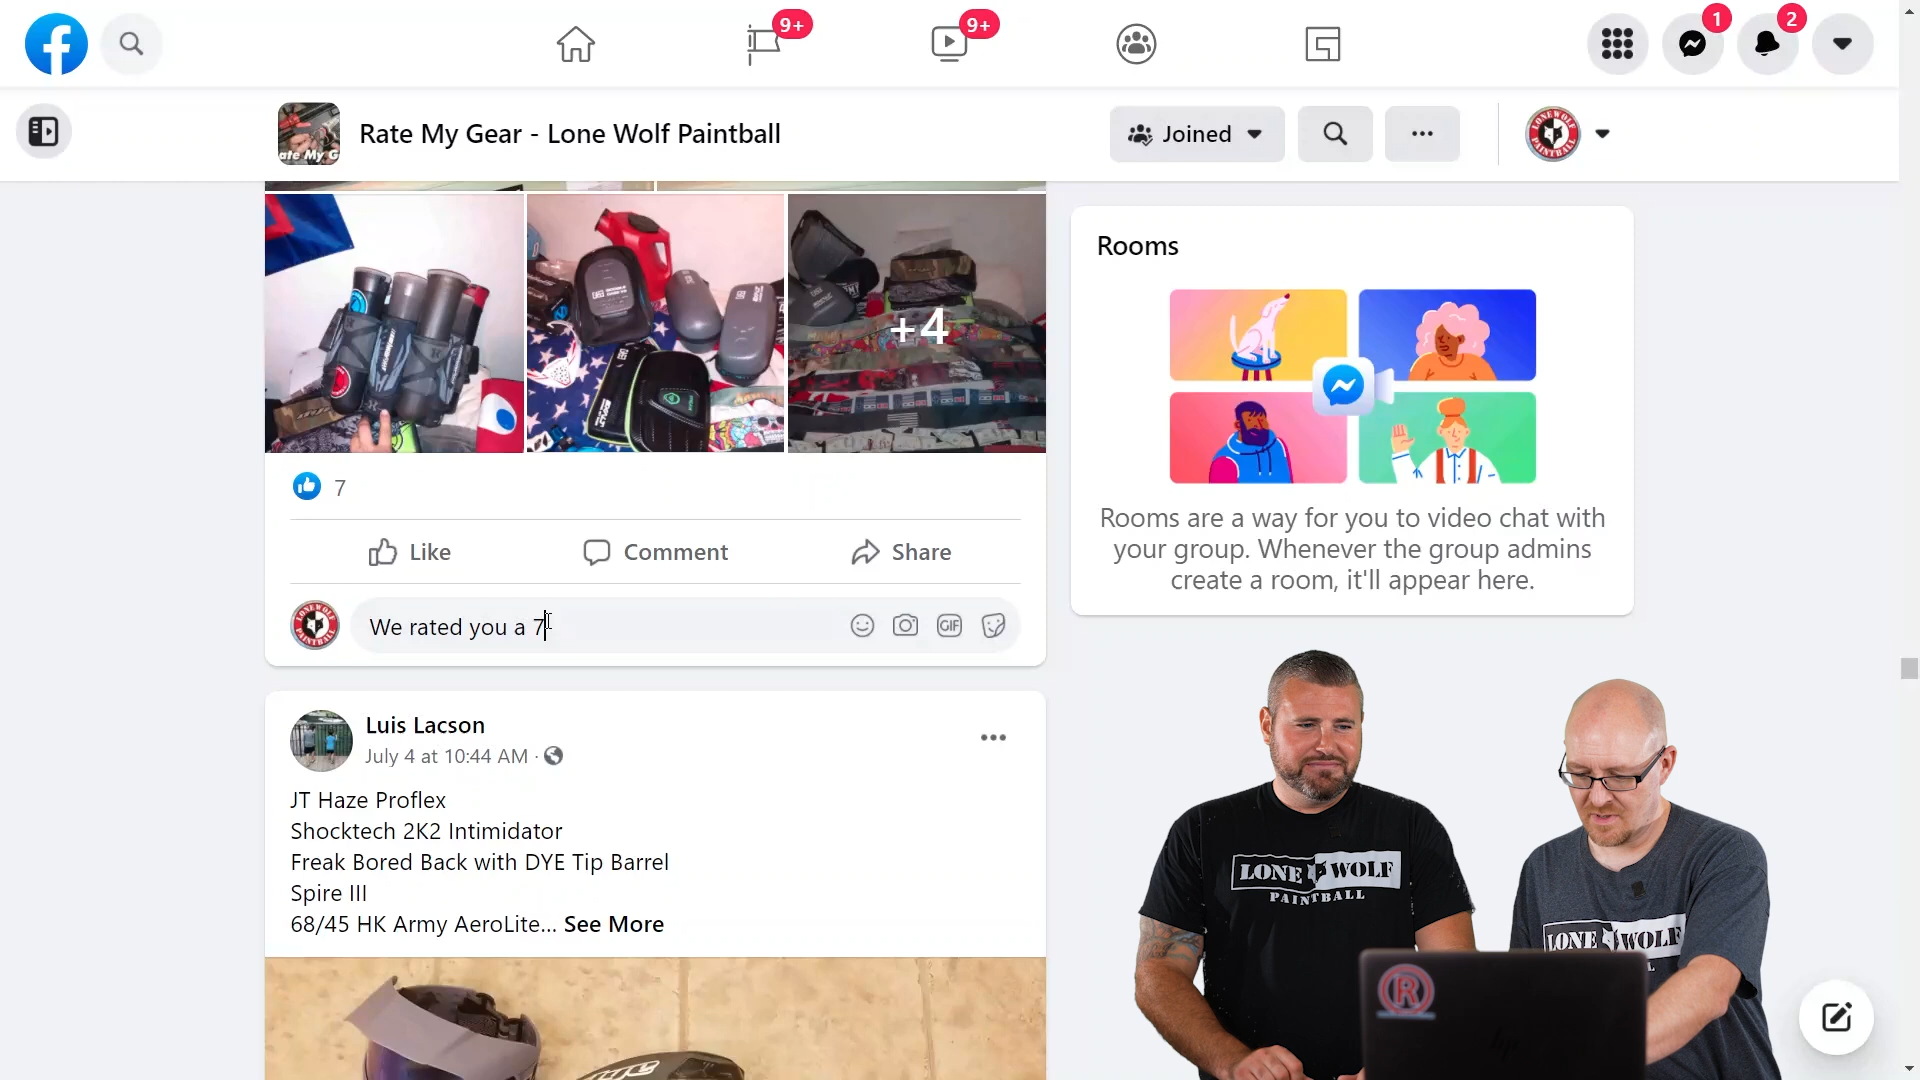 9+
9+
1
2
ate My G
Rate My Gear - Lone Wolf Paintball
Joined
+4
7
Like
Comment
Share
We rated you a 7
GIF
Rooms
Rooms are a way for you to video chat with
your group. Whenever the group admins
create a room, it'll appear here.
Luis Lacson
July 4 at 10:44 AM ·
JT Haze Proflex
Shocktech 2K2 Intimidator
Freak Bored Back with DYE Tip Barrel
Spire III
68/45 HK Army AeroLite... See More
LONE WOLF
PAINTBALL
LONE WOLF
L
R
hp